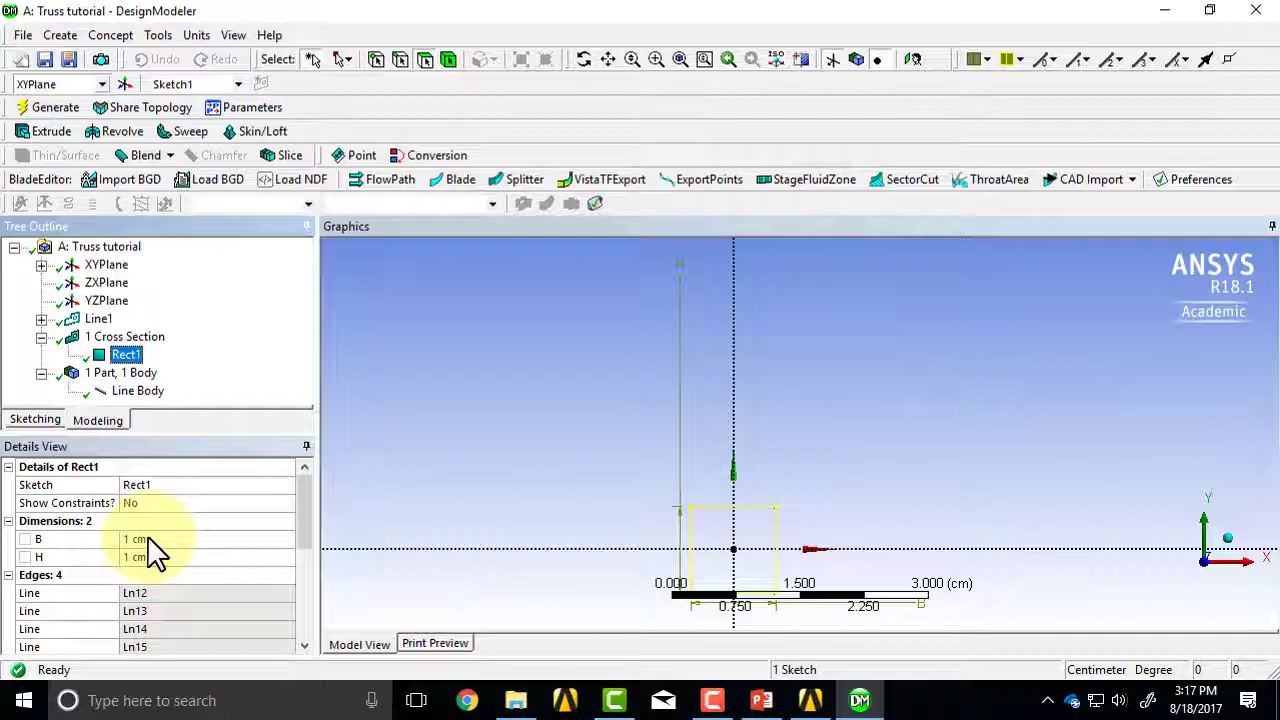 A: Truss tutorial - DesignModeler
File Create Concept Tools Units View Help
Undo Redo Select:
XYPlane Sketch1
Generate Share Topology Parameters
Extrude Revolve Sweep Skin/Loft
Thin/Surface Blend Chamfer Slice Point Conversion
BladeEditor: Import BGD Load BGD Load NDF FlowPath Blade Splitter VistaTFExport ExportPoints StageFluidZone SectorCut ThroatArea CAD Import Preferences
Tree Outline
A: Truss tutorial
XYPlane
ZXPlane
YZPlane
Line1
1 Cross Section
Rect1
1 Part, 1 Body
Line Body
Sketching Modeling
Details View
Details of Rect1
Sketch Rect1
Show Constraints? No
Dimensions: 2
B 1 cm
H 1 cm
Edges: 4
Line Ln12
Line Ln13
Line Ln14
Line Ln15
Graphics
ANSYS
R18.1
Academic
H
Y
X
0.000 1.500 3.000 (cm)
0.750 2.250
B
Model View Print Preview
Ready 1 Sketch Centimeter Degree 0 0
Type here to search
3:17 PM
8/18/2017